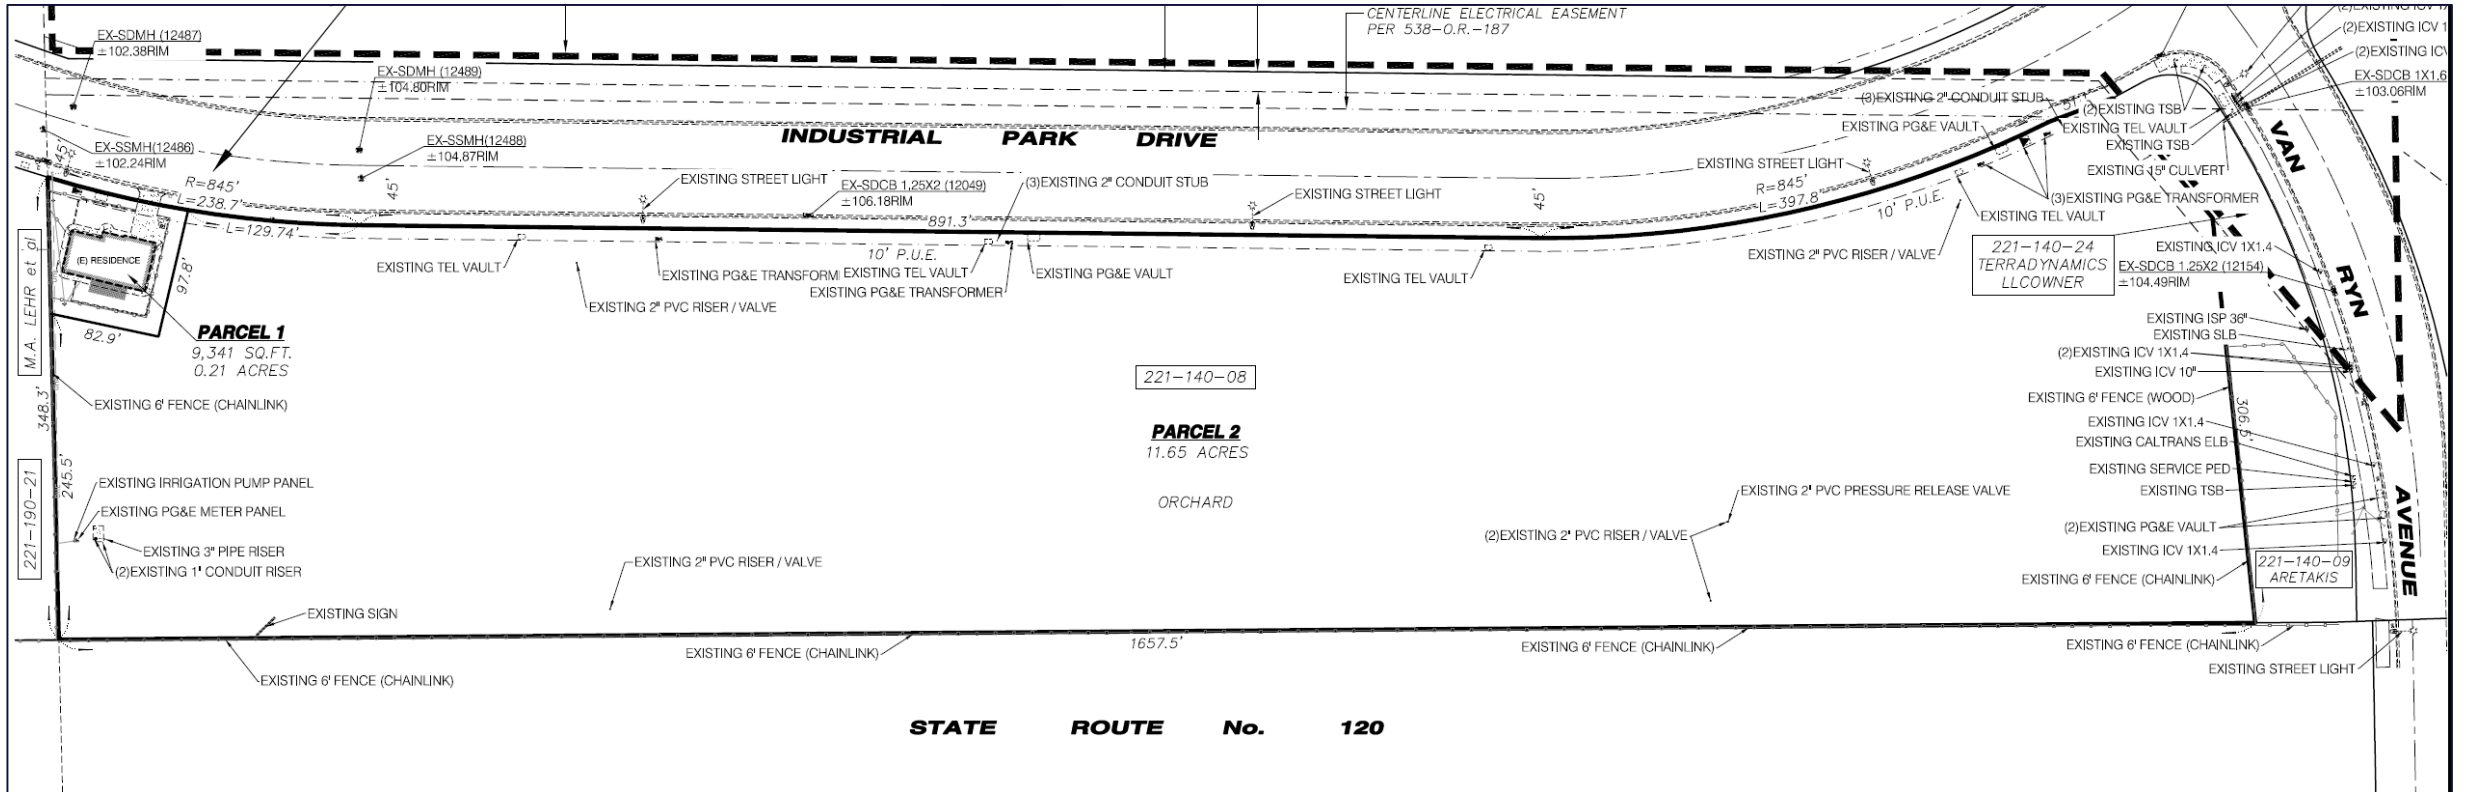 CENTERLINE ELECTRICAL EASEMENT
PER 538-O.R.-187
EX-SDMH (12487)
±102.38RIM
EX-SDMH (12489)
±104.80RIM
(2)EXISTING ICV 1
(2)EXISTING ICV
EX-SDCB 1X1.6
±103.06RIM
(3)EXISTING 2" CONDUIT STUB
51'
(2)EXISTING TSB
EXISTING PG&E VAULT
EXISTING TEL VAULT
EXISTING TSB
EXISTING 15" CULVERT
INDUSTRIAL PARK DRIVE
VAN RYN AVENUE
EX-SSMH(12486)
±102.24RIM
45'
EX-SSMH(12488)
±104.87RIM
R=845'
L=238.7'
L=129.74'
45'
EXISTING STREET LIGHT
EX-SDCB 1.25X2 (12049)
±106.18RIM
(3)EXISTING 2" CONDUIT STUB
EXISTING STREET LIGHT
45'
EXISTING STREET LIGHT
R=845'
L=397.8'
10' P.U.E.
(3)EXISTING PG&E TRANSFORMER
EXISTING TEL VAULT
891.3'
10' P.U.E.
M.A. LEHR et al
(E) RESIDENCE
97.8'
82.9'
PARCEL 1
9,341 SQ.FT.
0.21 ACRES
EXISTING TEL VAULT
EXISTING PG&E TRANSFORM
EXISTING TEL VAULT
EXISTING PG&E VAULT
EXISTING PG&E TRANSFORMER
EXISTING 2" PVC RISER / VALVE
EXISTING TEL VAULT
EXISTING 2" PVC RISER / VALVE
221-140-24
TERRADYNAMICS
LLCOWNER
EXISTING ICV 1X1.4
EX-SDCB 1.25X2 (12154)
±104.49RIM
EXISTING ISP 36"
EXISTING SLB
(2)EXISTING ICV 1X1.4
EXISTING ICV 10"
EXISTING 6' FENCE (WOOD)
306.5'
EXISTING ICV 1X1.4
EXISTING CALTRANS ELB
EXISTING SERVICE PED
EXISTING TSB
(2)EXISTING PG&E VAULT
EXISTING ICV 1X1.4
EXISTING 6' FENCE (CHAINLINK)
221-140-09
ARETAKIS
348.3'
EXISTING 6' FENCE (CHAINLINK)
221-140-08
PARCEL 2
11.65 ACRES
ORCHARD
221-190-21
245.5'
EXISTING IRRIGATION PUMP PANEL
EXISTING PG&E METER PANEL
EXISTING 3" PIPE RISER
(2)EXISTING 1" CONDUIT RISER
EXISTING 2" PVC PRESSURE RELEASE VALVE
(2)EXISTING 2" PVC RISER / VALVE
EXISTING 2" PVC RISER / VALVE
EXISTING SIGN
1657.5'
EXISTING 6' FENCE (CHAINLINK)
EXISTING 6' FENCE (CHAINLINK)
EXISTING 6' FENCE (CHAINLINK)
EXISTING 6' FENCE (CHAINLINK)
EXISTING STREET LIGHT
STATE ROUTE No. 120